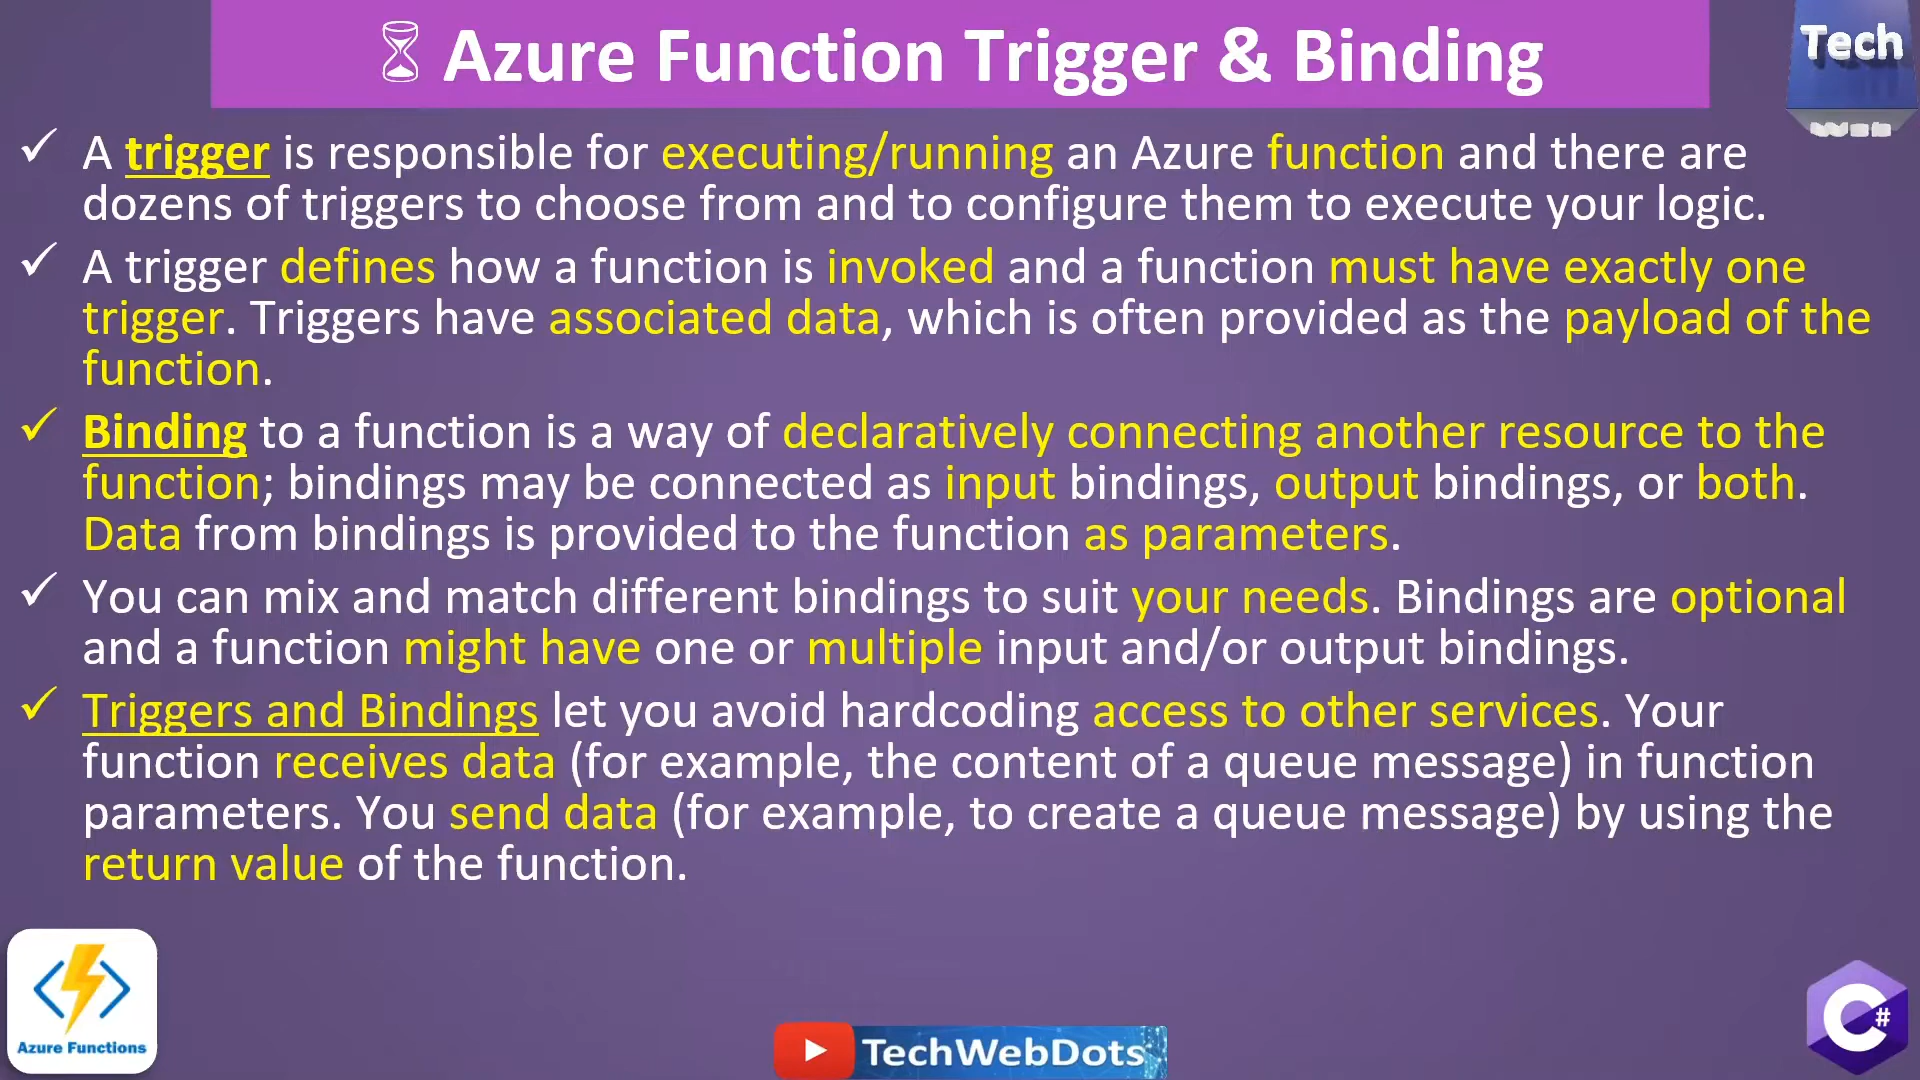 Azure Function Trigger & Binding
Tech
Web
✓ A trigger is responsible for executing/running an Azure function and there are
dozens of triggers to choose from and to configure them to execute your logic.
✓ A trigger defines how a function is invoked and a function must have exactly one
trigger. Triggers have associated data, which is often provided as the payload of the
function.
✓ Binding to a function is a way of declaratively connecting another resource to the
function; bindings may be connected as input bindings, output bindings, or both.
Data from bindings is provided to the function as parameters.
✓ You can mix and match different bindings to suit your needs. Bindings are optional
and a function might have one or multiple input and/or output bindings.
✓ Triggers and Bindings let you avoid hardcoding access to other services. Your
function receives data (for example, the content of a queue message) in function
parameters. You send data (for example, to create a queue message) by using the
return value of the function.
Azure Functions
TechWebDots
C#